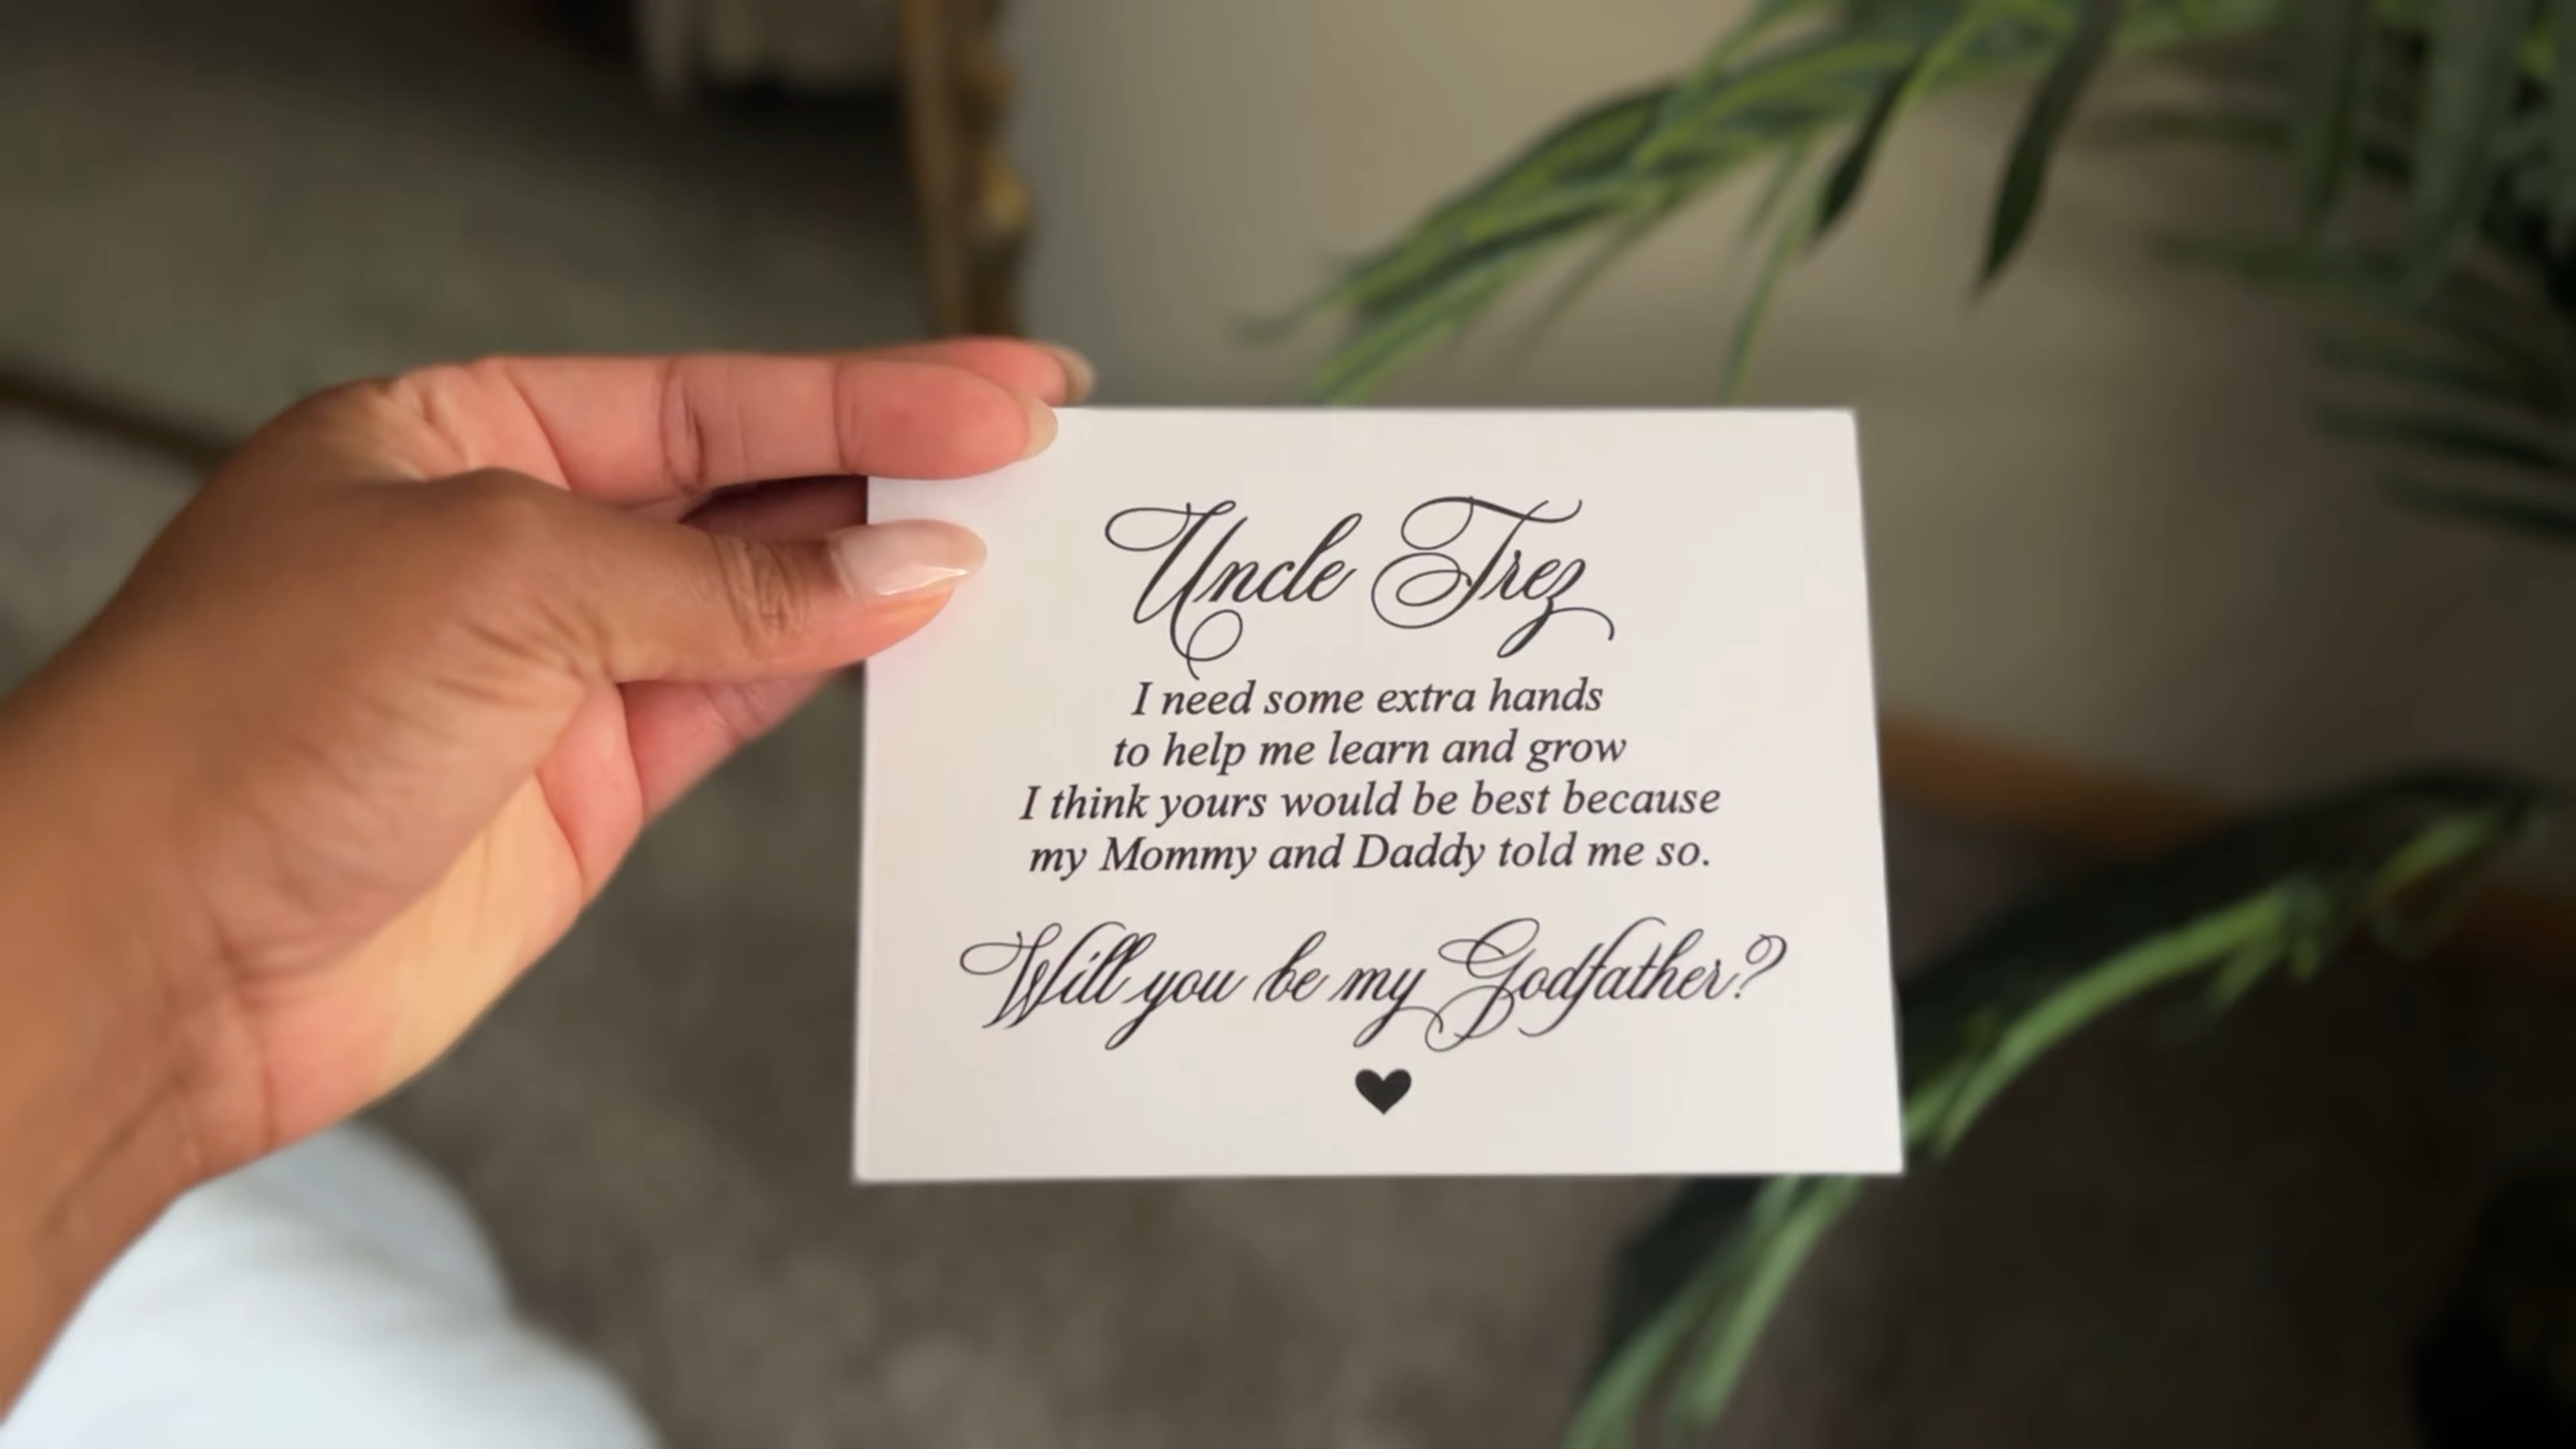 Uncle Trez
I need some extra hands
to help me learn and grow
I think yours would be best because
my Mommy and Daddy told me so.
Will you be my Godfather?